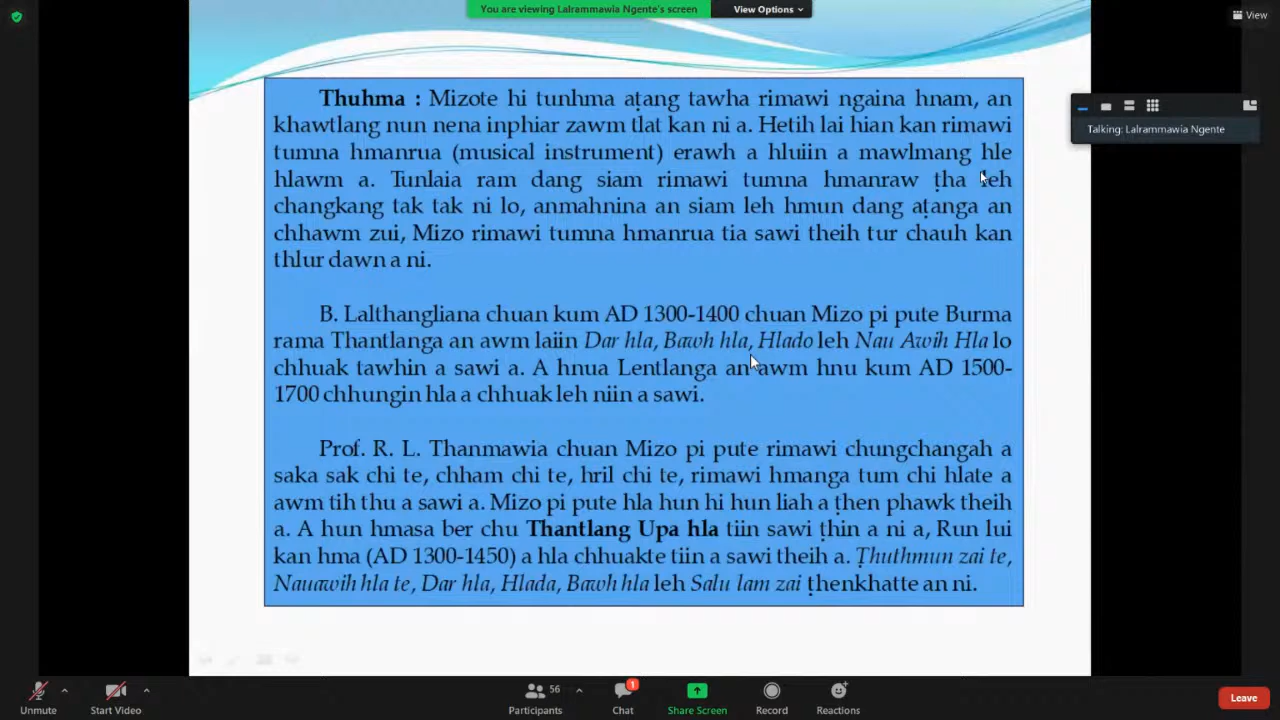 You are viewing Lalrammawia Ngente's screen
View Options
View
Talking: Lalrammawia Ngente
Thuhma : Mizote hi tunhma aṭang tawha rimawi ngaina hnam, an
khawtlang nun nena inphiar zawm tlat kan ni a. Hetih lai hian kan rimawi
tumna hmanrua (musical instrument) erawh a hluiin a mawlmang hle
hlawm a. Tunlaia ram dang siam rimawi tumna hmanraw ṭha leh
changkang tak tak ni lo, anmahnina an siam leh hmun dang aṭanga an
chhawm zui, Mizo rimawi tumna hmanrua tia sawi theih tur chauh kan
thlur dawn a ni.
B. Lalthangliana chuan kum AD 1300-1400 chuan Mizo pi pute Burma
rama Thantlanga an awm laiin Dar hla, Bawh hla, Hlado leh Nau Awih Hla lo
chhuak tawhin a sawi a. A hnua Lentlanga an awm hnu kum AD 1500-
1700 chhungin hla a chhuak leh niin a sawi.
Prof. R. L. Thanmawia chuan Mizo pi pute rimawi chungchangah a
saka sak chi te, chham chi te, hril chi te, rimawi hmanga tum chi hlate a
awm tih thu a sawi a. Mizo pi pute hla hun hi hun liah a ṭhen phawk theih
a. A hun hmasa ber chu Thantlang Upa hla tiin sawi ṭhin a ni a, Run lui
kan hma (AD 1300-1450) a hla chhuakte tiin a sawi theih a. Ṭhuthmun zai te,
Nauawih hla te, Dar hla, Hlada, Bawh hla leh Salu lam zai ṭhenkhatte an ni.
Unmute
Start Video
56
Participants
1
Chat
Share Screen
Record
Reactions
Leave